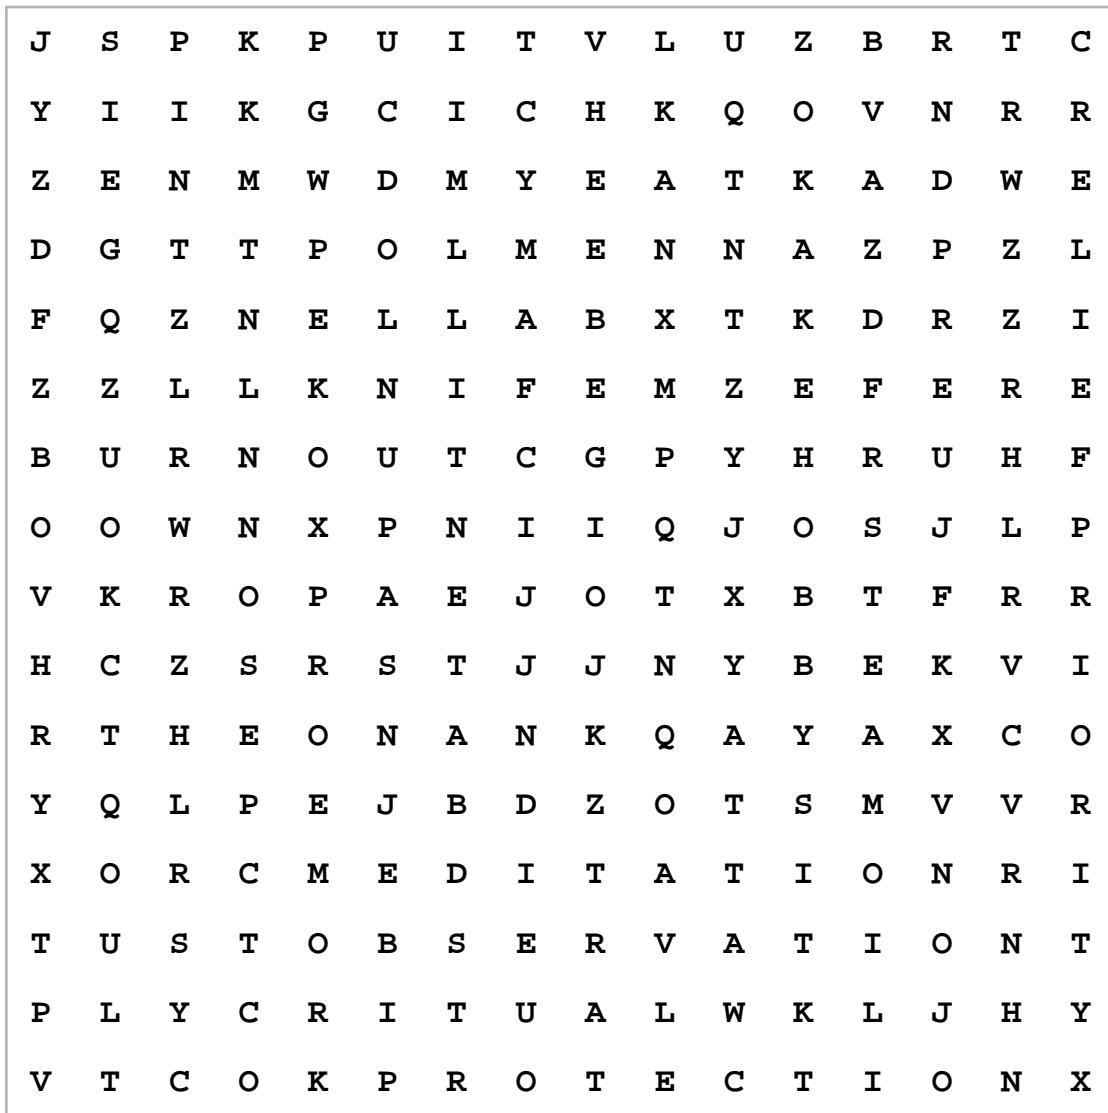 J S P K P U I T V L U Z B R T C
Y I I K G C I C H K Q O V N R R
Z E N M W D M Y E A T K A D W E
D G T T P O L M E N N A Z P Z L
F Q Z N E L L A B X T K D R Z I
Z Z L L K N I F E M Z E F E R E
B U R N O U T C G P Y H R U H F
O O W N X P N I I Q J O S J L P
V K R O P A E J O T X B T F R R
H C Z S R S T J J N Y B E K V I
R T H E O N A N K Q A Y A X C O
Y Q L P E J B D Z O T S M V V R
X O R C M E D I T A T I O N R I
T U S T O B S E R V A T I O N T
P L Y C R I T U A L W K L J H Y
V T C O K P R O T E C T I O N X